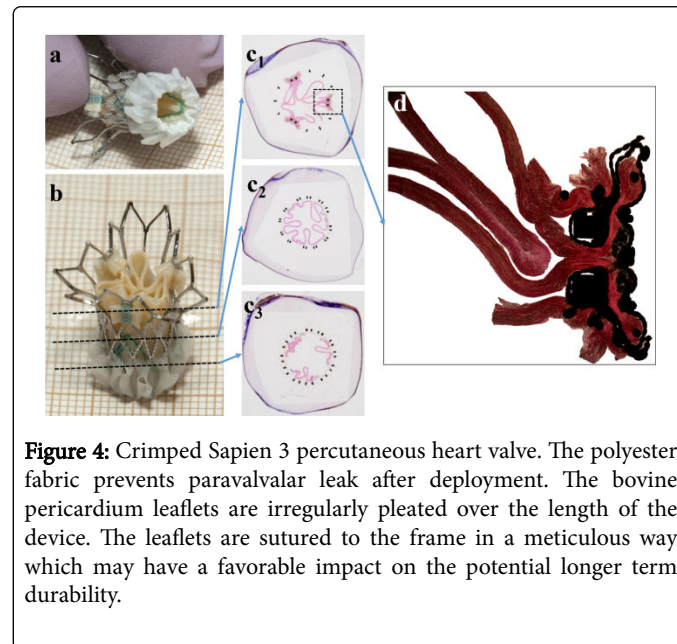 a
b
c1
c2
c3
d
Figure 4: Crimped Sapien 3 percutaneous heart valve. The polyester
fabric prevents paravalvalar leak after deployment. The bovine
pericardium leaflets are irregularly pleated over the length of the
device. The leaflets are sutured to the frame in a meticulous way
which may have a favorable impact on the potential longer term
durability.